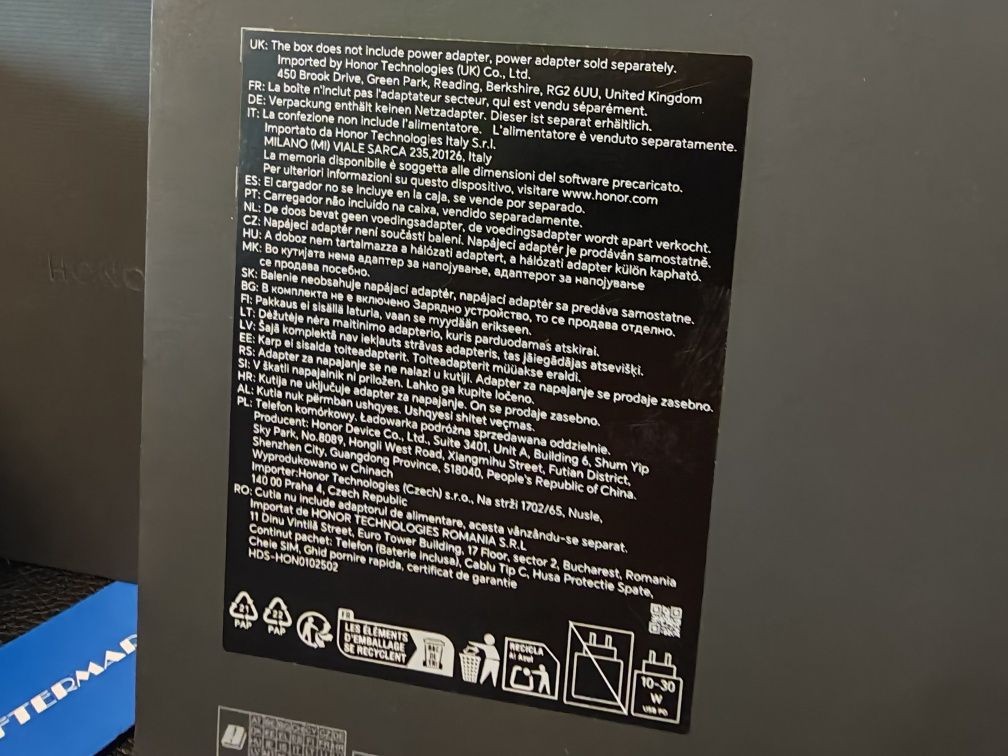 UK: The box does not include power adapter, power adapter sold separately.
Imported by Honor Technologies (UK) Co., Ltd.
450 Brook Drive, Green Park, Reading, Berkshire, RG2 6UU, United Kingdom
FR: La boîte n'inclut pas l'adaptateur secteur, qui est vendu séparément.
DE: Verpackung enthält keinen Netzadapter. Dieser ist separat erhältlich.
IT: La confezione non include l'alimentatore. L'alimentatore è venduto separatamente.
Importato da Honor Technologies Italy S.r.l.
MILANO (MI) VIALE SARCA 235,20126, Italy
La memoria disponibile è soggetta alle dimensioni del software precaricato.
Per ulteriori informazioni su questo dispositivo, visitare www.honor.com
ES: El cargador no se incluye en la caja, se vende por separado.
PT: Carregador não incluído na caixa, vendido separadamente.
NL: De doos bevat geen voedingsadapter, de voedingsadapter wordt apart verkocht.
CZ: Napájecí adaptér není součástí balení. Napájecí adaptér je prodáván samostatně.
HU: A doboz nem tartalmazza a hálózati adaptert, a hálózati adapter külön kapható.
MK: Во кутијата нема адаптер за напојување, адаптерот за напојување
се продава посебно.
SK: Balenie neobsahuje napájací adaptér, napájací adaptér sa predáva samostatne.
BG: В комплекта не е включено Зарядно устройство, то се продава отделно.
FI: Pakkaus ei sisällä laturia, vaan se myydään erikseen.
LT: Dėžutėje nėra maitinimo adapterio, kuris parduodamas atskirai.
LV: Šajā komplektā nav iekļauts strāvas adapteris, tas jāiegādājas atsevišķi.
EE: Karp ei sisalda toiteadapterit. Toiteadapterit müüakse eraldi.
RS: Adapter za napajanje se ne nalazi u kutiji. Adapter za napajanje se prodaje zasebno.
SI: V škatli napajalnik ni priložen. Lahko ga kupite ločeno.
HR: Kutija ne uključuje adapter za napajanje. On se prodaje zasebno.
AL: Kutia nuk përmban ushqyes. Ushqyesi shitet veçmas.
PL: Telefon komórkowy. Ładowarka podróżna sprzedawana oddzielnie.
Producent: Honor Device Co., Ltd., Suite 3401, Unit A, Building 6, Shum Yip
Sky Park, No.8089, Hongli West Road, Xiangmihu Street, Futian District,
Shenzhen City, Guangdong Province, 518040, People's Republic of China.
Wyprodukowano w Chinach
Importer:Honor Technologies (Czech) s.r.o., Na strži 1702/65, Nusle,
140 00 Praha 4, Czech Republic
RO: Cutia nu include adaptorul de alimentare, acesta vânzându-se separat.
Importat de HONOR TECHNOLOGIES ROMANIA S.R.L
11 Dinu Vintilă Street, Euro Tower Building, 17 Floor, sector 2, Bucharest, Romania
Continut pachet: Telefon (Baterie inclusa), Cablu Tip C, Husa Protectie Spate,
Cheie SIM, Ghid pornire rapida, certificat de garantie
HDS-HON0102502
21
PAP
22
PAP
FR
LES ÉLÉMENTS
D'EMBALLAGE
SE RECYCLENT
RECICLA
Al Azul
10-30
W
USB PD
HONO
FTERMAR